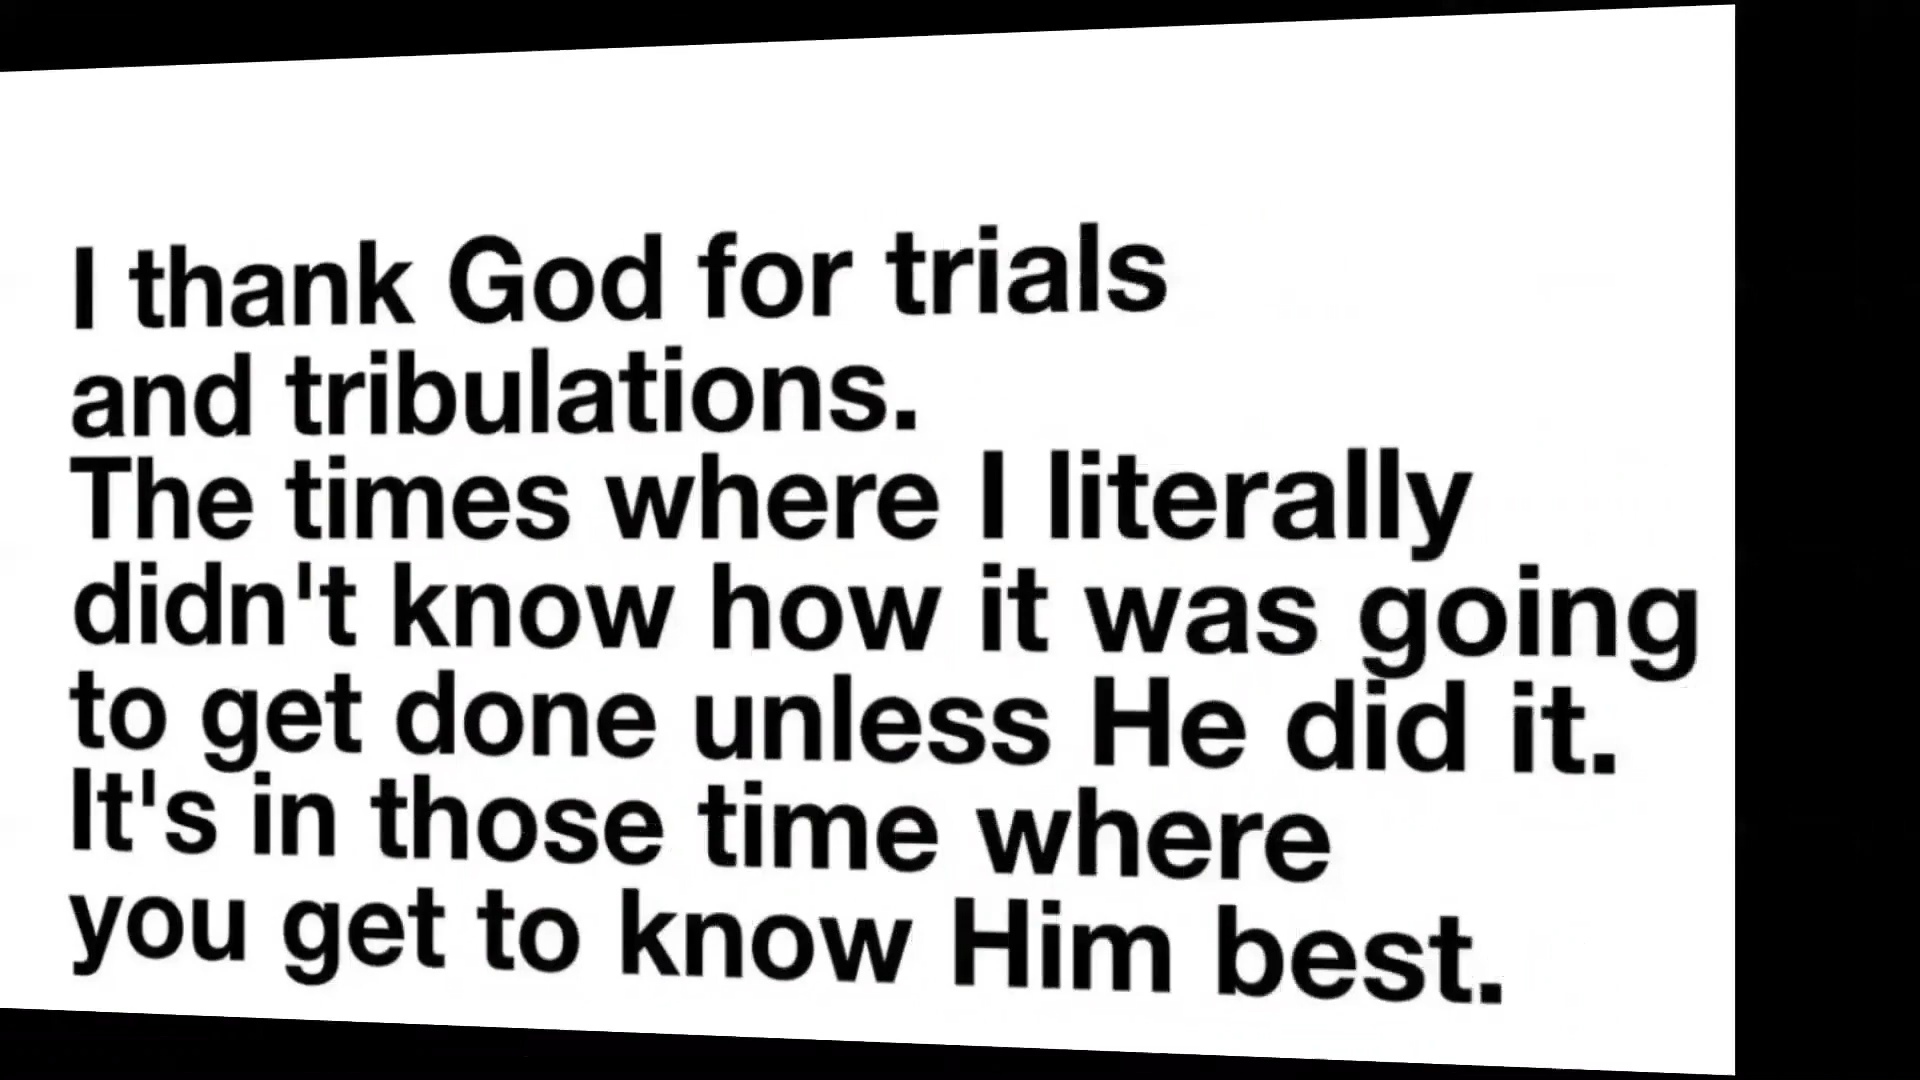 I thank God for trials
and tribulations.
The times where I literally
didn't know how it was going
to get done unless He did it.
It's in those time where
you get to know Him best.